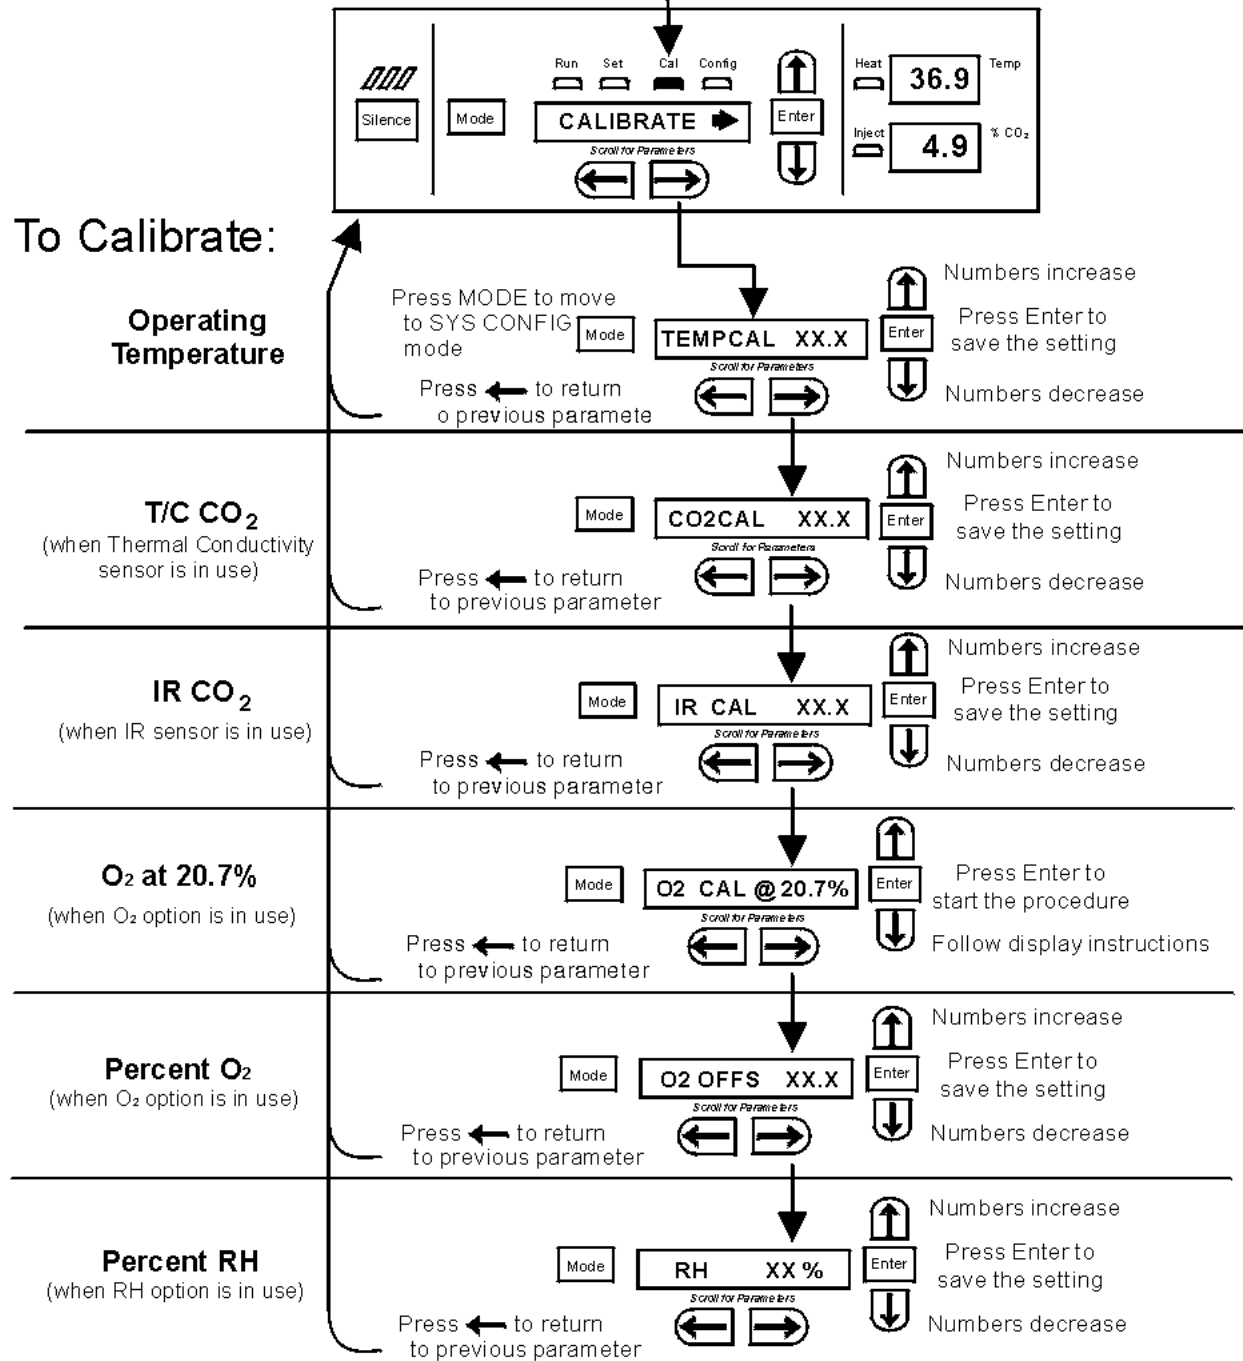 Run Set Cal Config
Heat 36.9 Temp
Silence Mode CALIBRATE Enter
Scroll for Parameters
Inject 4.9 % CO₂
To Calibrate:
Operating
Temperature
Press MODE to move
to SYS CONFIG
mode
Mode
TEMPCAL XX.X
Scroll for Parameters
Enter
Numbers increase
Press Enter to
save the setting
Numbers decrease
Press ← to return
o previous paramete
T/C CO₂
(when Thermal Conductivity
sensor is in use)
Mode
CO2CAL XX.X
Scroll for Parameters
Enter
Numbers increase
Press Enter to
save the setting
Numbers decrease
Press ← to return
to previous parameter
IR CO₂
(when IR sensor is in use)
Mode
IR CAL XX.X
Scroll for Parameters
Enter
Numbers increase
Press Enter to
save the setting
Numbers decrease
Press ← to return
to previous parameter
O₂ at 20.7%
(when O₂ option is in use)
Mode
O2 CAL @ 20.7%
Scroll for Parameters
Enter
Press Enter to
start the procedure
Follow display instructions
Press ← to return
to previous parameter
Percent O₂
(when O₂ option is in use)
Mode
O2 OFFS XX.X
Scroll for Parameters
Enter
Numbers increase
Press Enter to
save the setting
Numbers decrease
Press ← to return
to previous parameter
Percent RH
(when RH option is in use)
Mode
RH XX %
Scroll for Parameters
Enter
Numbers increase
Press Enter to
save the setting
Numbers decrease
Press ← to return
to previous parameter